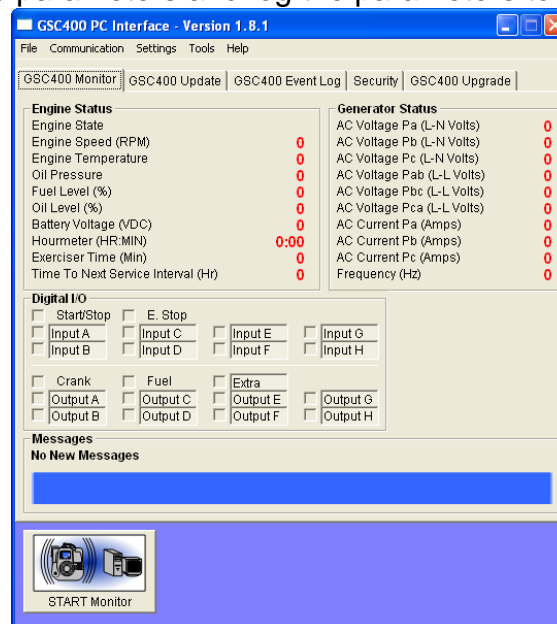 GSC400 PC Interface - Version 1.8.1
File Communication Settings Tools Help
GSC400 Monitor GSC400 Update GSC400 Event Log Security GSC400 Upgrade
Engine Status
Engine State
Engine Speed (RPM) 0
Engine Temperature 0
Oil Pressure 0
Fuel Level (%) 0
Oil Level (%) 0
Battery Voltage (VDC) 0
Hourmeter (HR:MIN) 0:00
Exerciser Time (Min) 0
Time To Next Service Interval (Hr) 0
Generator Status
AC Voltage Pa (L-N Volts) 0
AC Voltage Pb (L-N Volts) 0
AC Voltage Pc (L-N Volts) 0
AC Voltage Pab (L-L Volts) 0
AC Voltage Pbc (L-L Volts) 0
AC Voltage Pca (L-L Volts) 0
AC Current Pa (Amps) 0
AC Current Pb (Amps) 0
AC Current Pc (Amps) 0
Frequency (Hz) 0
Digital I/O
Start/Stop E. Stop
Input A Input C Input E Input G
Input B Input D Input F Input H
Crank Fuel Extra
Output A Output C Output E Output G
Output B Output D Output F Output H
Messages
No New Messages
START Monitor